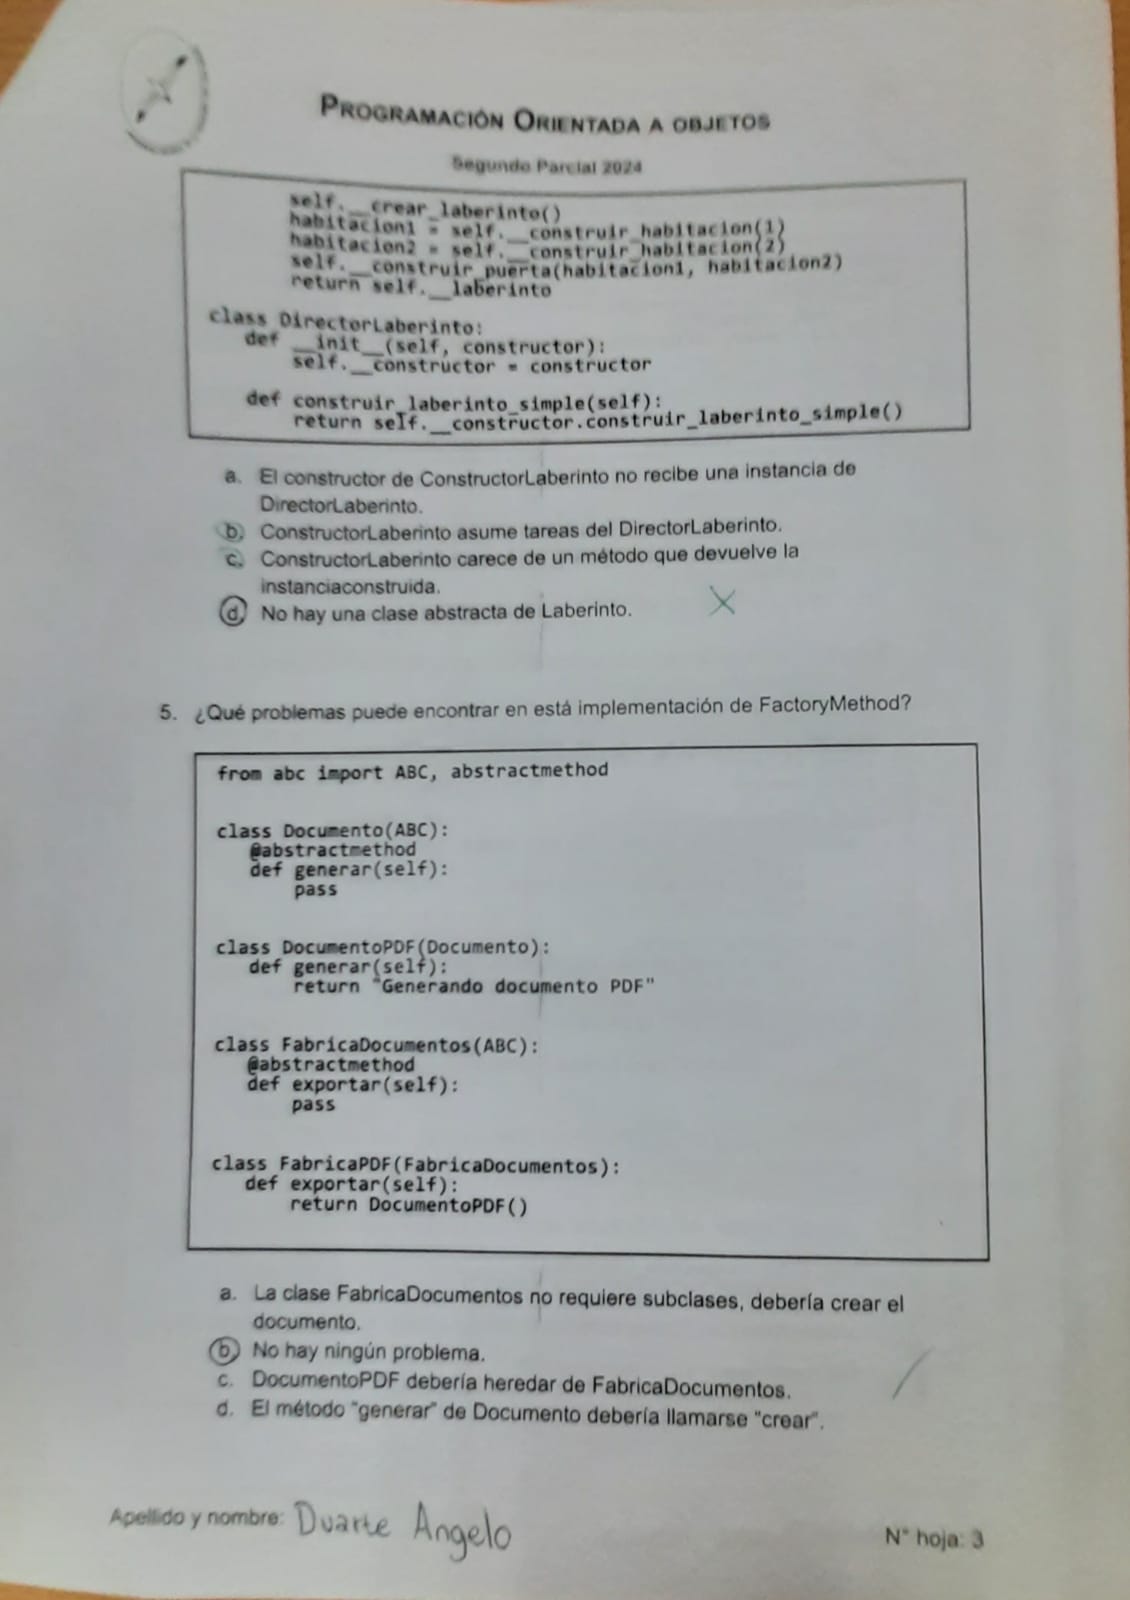 PROGRAMACIÓN ORIENTADA A OBJETOS
Segundo Parcial 2024
self.__crear_laberinto()
habitacion1 = self.__construir_habitacion(1)
habitacion2 = self.__construir_habitacion(2)
self.__construir_puerta(habitacion1, habitacion2)
return self.__laberinto
class DirectorLaberinto:
def __init__(self, constructor):
self.__constructor = constructor
def construir_laberinto_simple(self):
return self.__constructor.construir_laberinto_simple()
a. El constructor de ConstructorLaberinto no recibe una instancia de
DirectorLaberinto.
b. ConstructorLaberinto asume tareas del DirectorLaberinto.
c. ConstructorLaberinto carece de un método que devuelve la
instanciaconstruida.
d. No hay una clase abstracta de Laberinto.
5. ¿Qué problemas puede encontrar en está implementación de FactoryMethod?
from abc import ABC, abstractmethod
class Documento(ABC):
@abstractmethod
def generar(self):
pass
class DocumentoPDF(Documento):
def generar(self):
return "Generando documento PDF"
class FabricaDocumentos(ABC):
@abstractmethod
def exportar(self):
pass
class FabricaPDF(FabricaDocumentos):
def exportar(self):
return DocumentoPDF()
a. La clase FabricaDocumentos no requiere subclases, debería crear el
documento.
b. No hay ningún problema.
c. DocumentoPDF debería heredar de FabricaDocumentos.
d. El método "generar" de Documento debería llamarse "crear".
Apellido y nombre: Duarte Angelo
N° hoja: 3